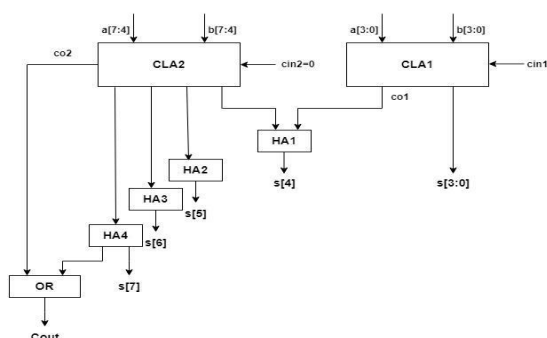 a[7:4] b[7:4] a[3:0] b[3:0]
co2 CLA2 cin2=0 CLA1 cin1
co1
HA1
HA2 s[4] s[3:0]
HA3 s[5]
HA4 s[6]
OR s[7]
Cout